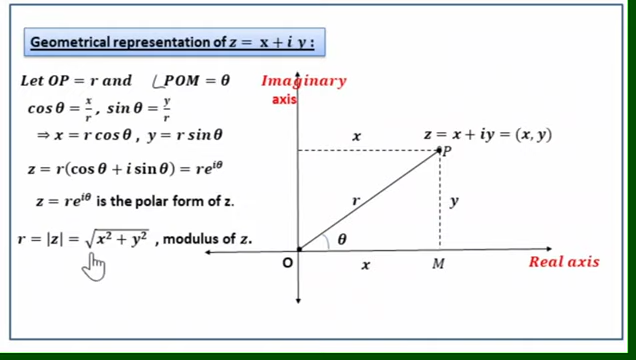 Geometrical representation of z = x + i y :
Let OP = r and ∠POM = θ
cos θ = x/r , sin θ = y/r
⇒ x = r cos θ , y = r sin θ
z = r(cos θ + i sin θ) = re^{iθ}
z = re^{iθ} is the polar form of z.
r = |z| = √(x² + y²) , modulus of z.
Imaginary
axis
x
z = x + iy = (x, y)
P
r
y
θ
O
x
M
Real axis